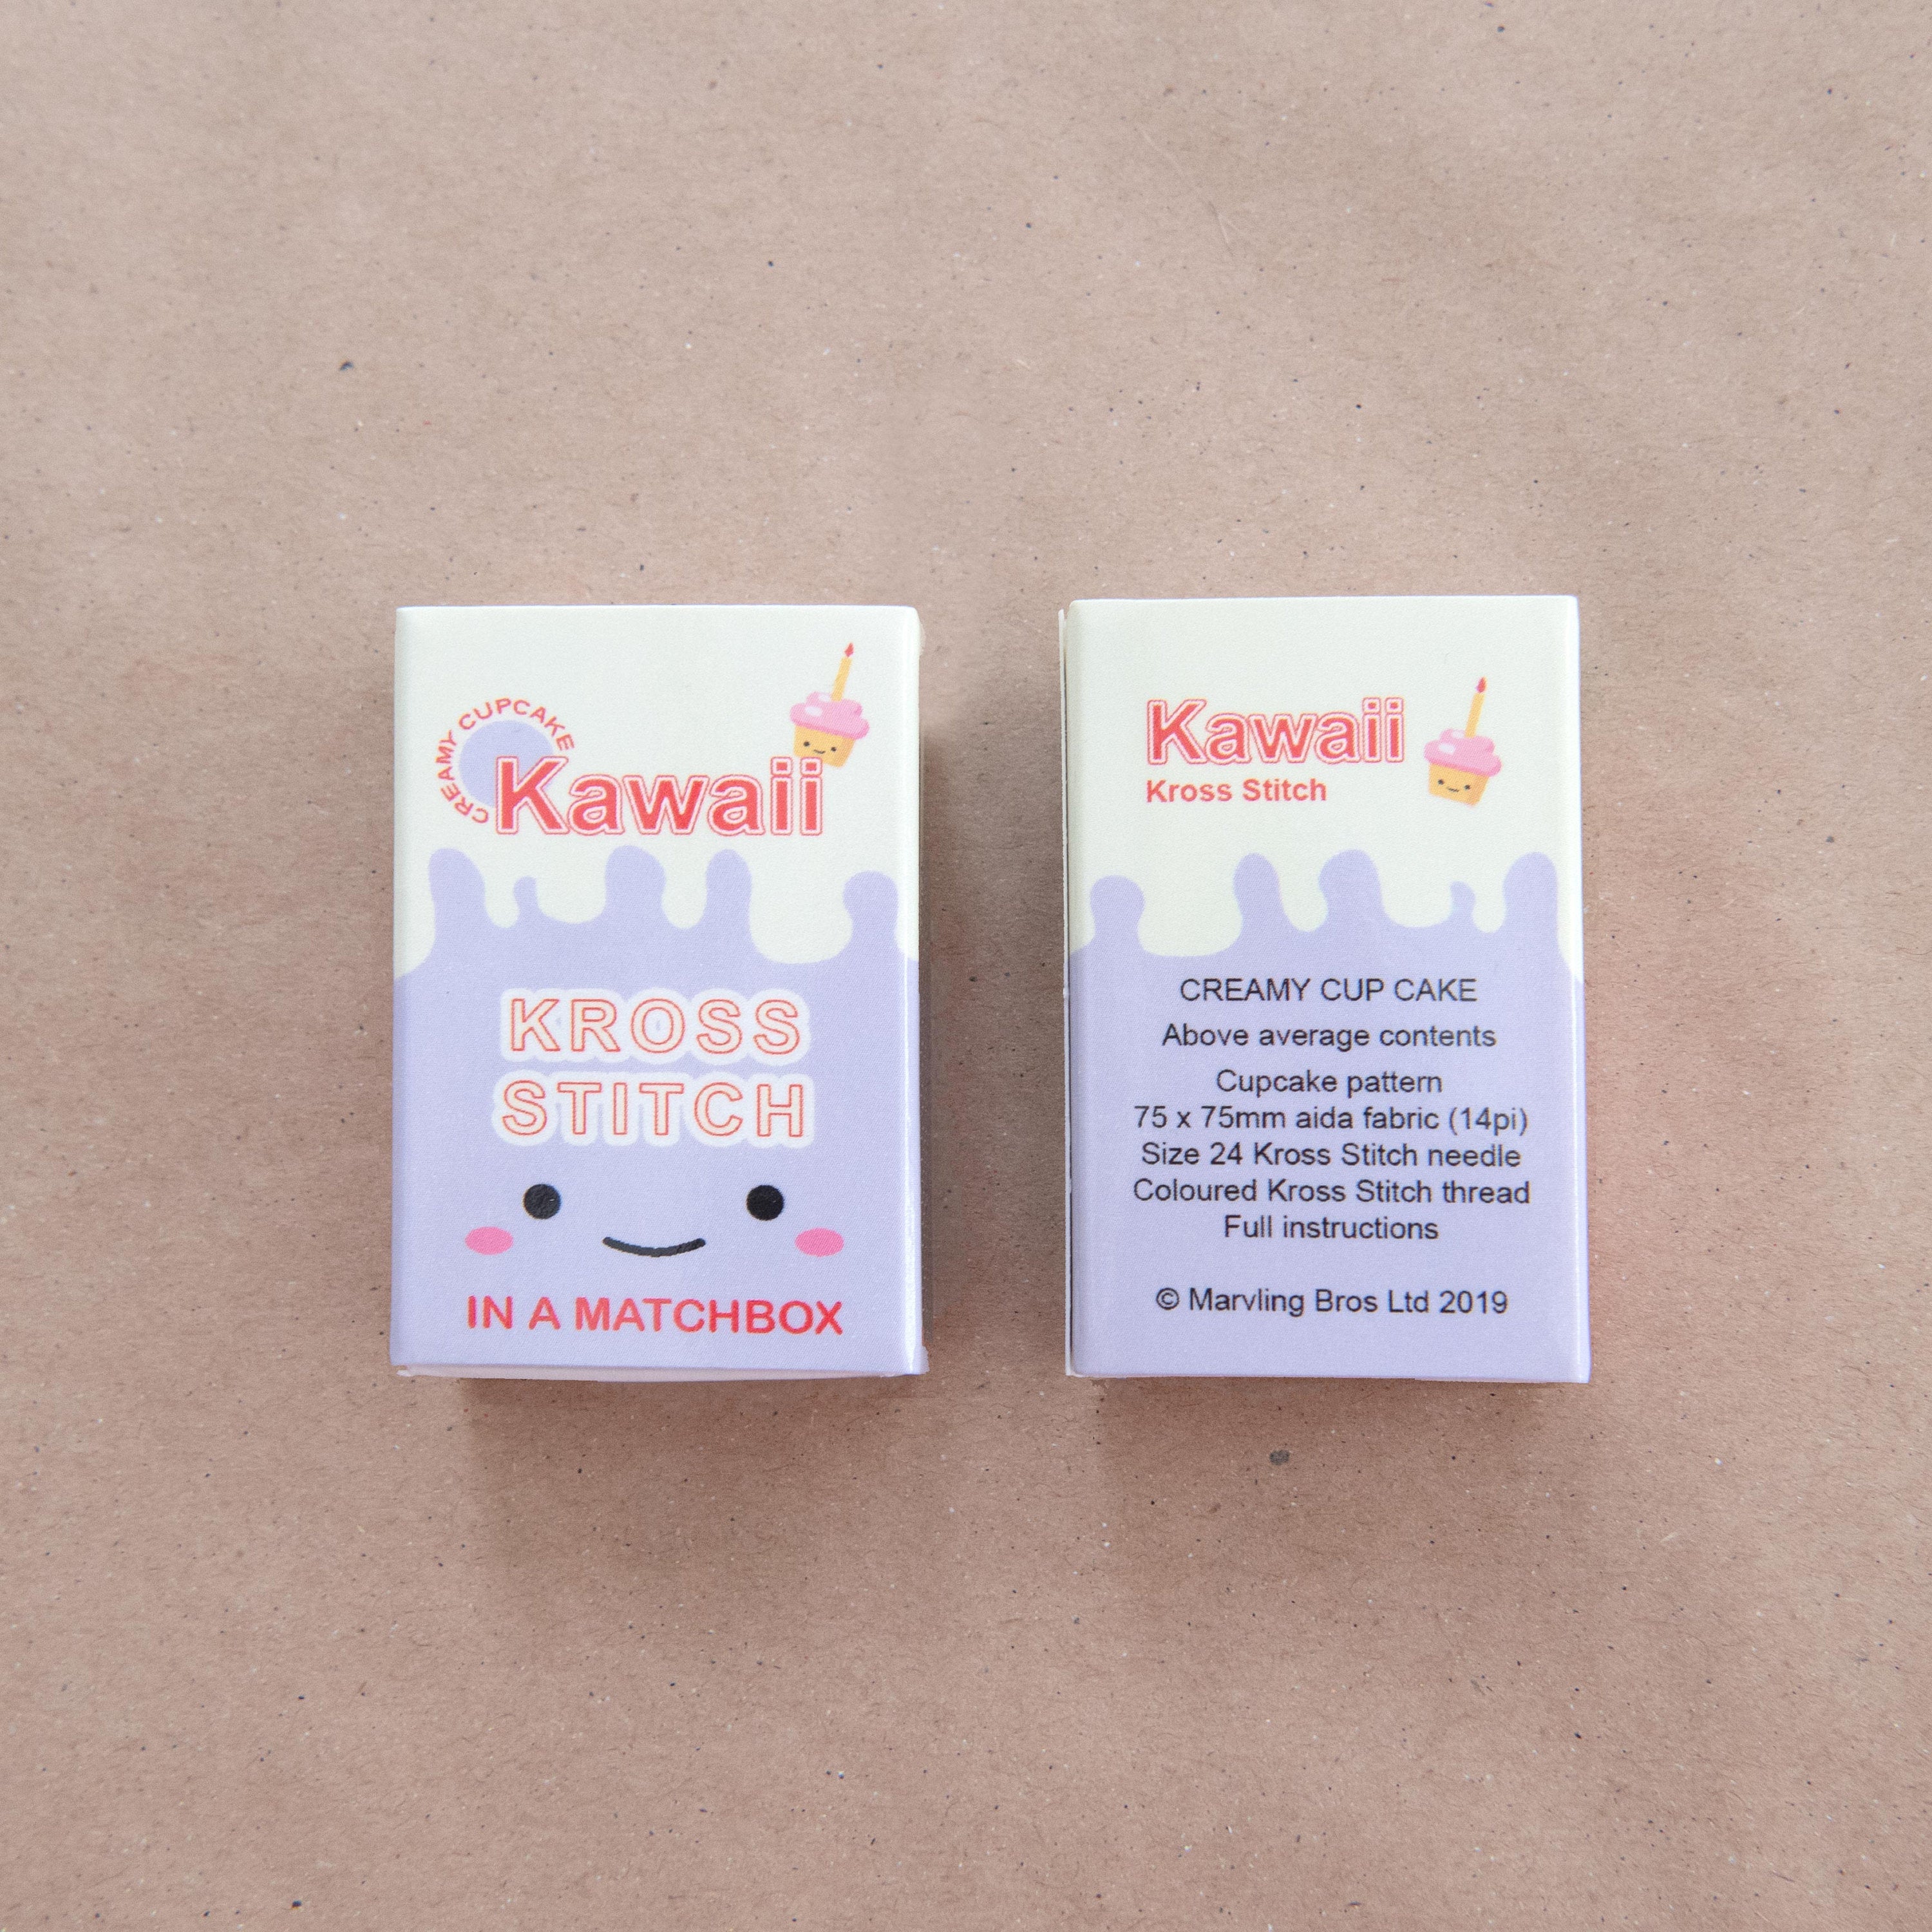 CREAMY CUPCAKE
Kawaii
KROSS
STITCH
IN A MATCHBOX
Kawaii
Kross Stitch
CREAMY CUP CAKE
Above average contents
Cupcake pattern
75 x 75mm aida fabric (14pi)
Size 24 Kross Stitch needle
Coloured Kross Stitch thread
Full instructions
© Marvling Bros Ltd 2019